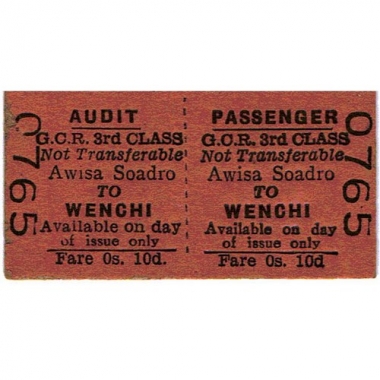 0765
AUDIT
G.C.R. 3rd CLASS
Not Transferable
Awisa Soadro
TO
WENCHI
Available on day
of issue only
Fare 0s. 10d.
PASSENGER
G.C.R. 3rd CLASS
Not Transferable
Awisa Soadro
TO
WENCHI
Available on day
of issue only
Fare 0s. 10d.
0765